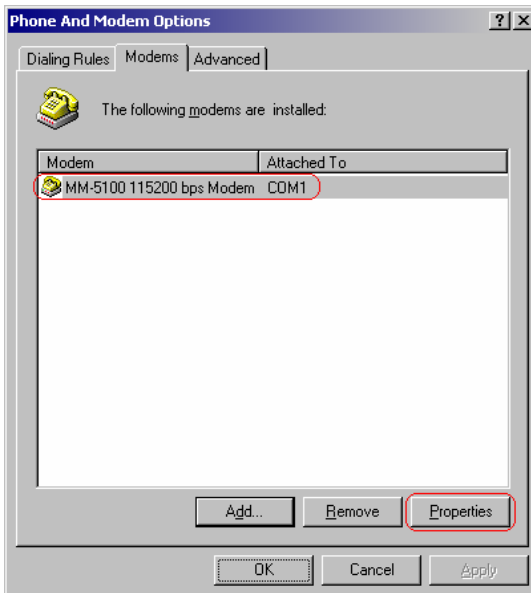 Phone And Modem Options
Dialing Rules Modems Advanced
The following modems are installed:
Modem Attached To
MM-5100 115200 bps Modem COM1
Add... Remove Properties
OK Cancel Apply